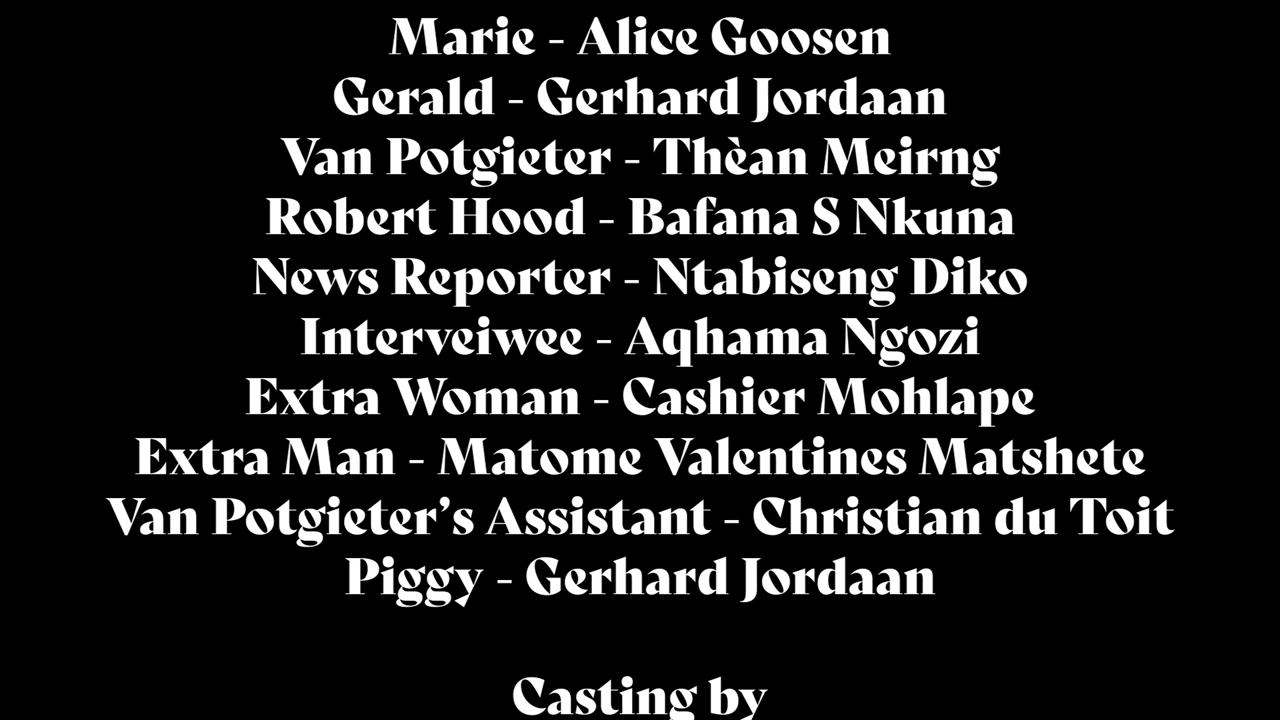 Marie - Alice Goosen
Gerald - Gerhard Jordaan
Van Potgieter - Thèan Meirng
Robert Hood - Bafana S Nkuna
News Reporter - Ntabiseng Diko
Interveiwee - Aqhama Ngozi
Extra Woman - Cashier Mohlape
Extra Man - Matome Valentines Matshete
Van Potgieter’s Assistant - Christian du Toit
Piggy - Gerhard Jordaan
Casting by